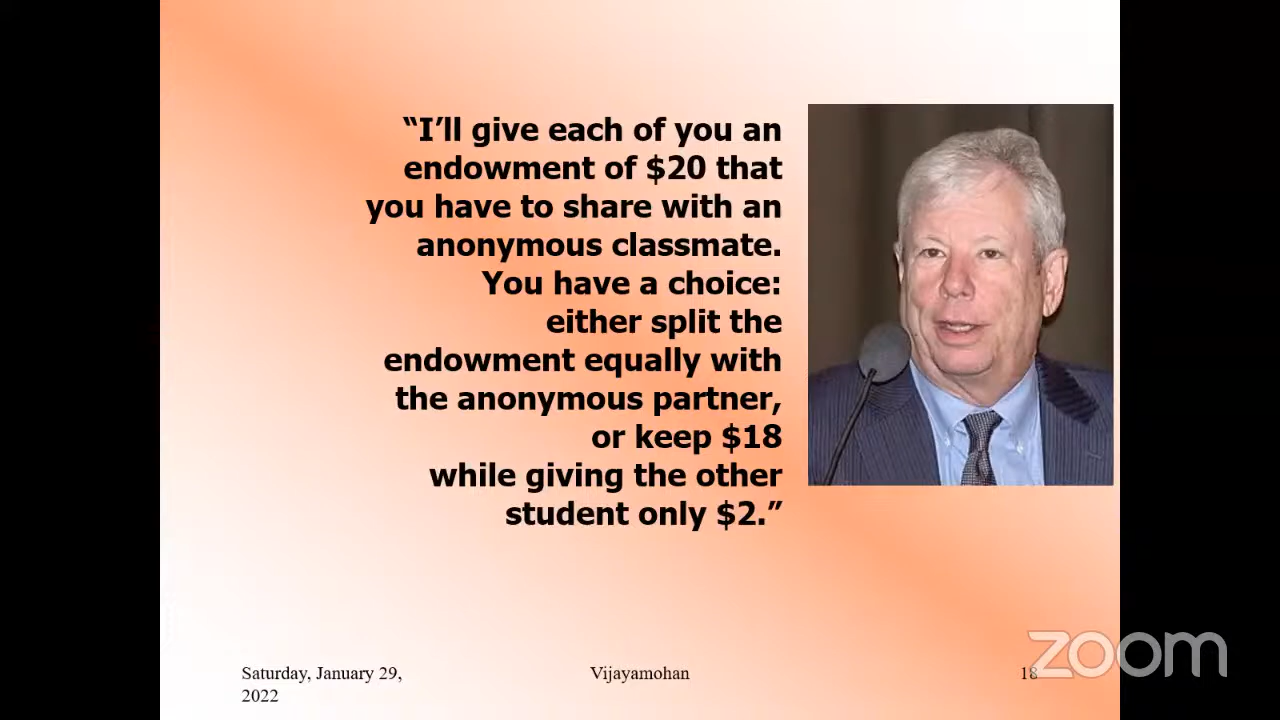 “I’ll give each of you an
endowment of $20 that
you have to share with an
anonymous classmate.
You have a choice:
either split the
endowment equally with
the anonymous partner,
or keep $18
while giving the other
student only $2.”
Saturday, January 29,
2022
Vijayamohan
18
zoom